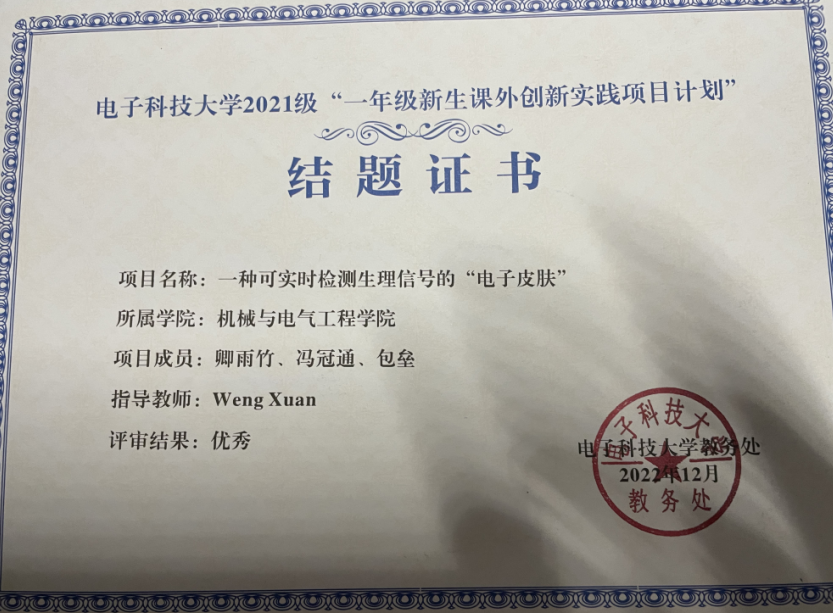 电子科技大学2021级“一年级新生课外创新实践项目计划”
结题证书
项目名称：一种可实时检测生理信号的“电子皮肤”
所属学院：机械与电气工程学院
项目成员：卿雨竹、冯冠通、包垒
指导教师：Weng Xuan
评审结果：优秀
电子科技大学教务处
2022年12月
电子科技大学
教务处